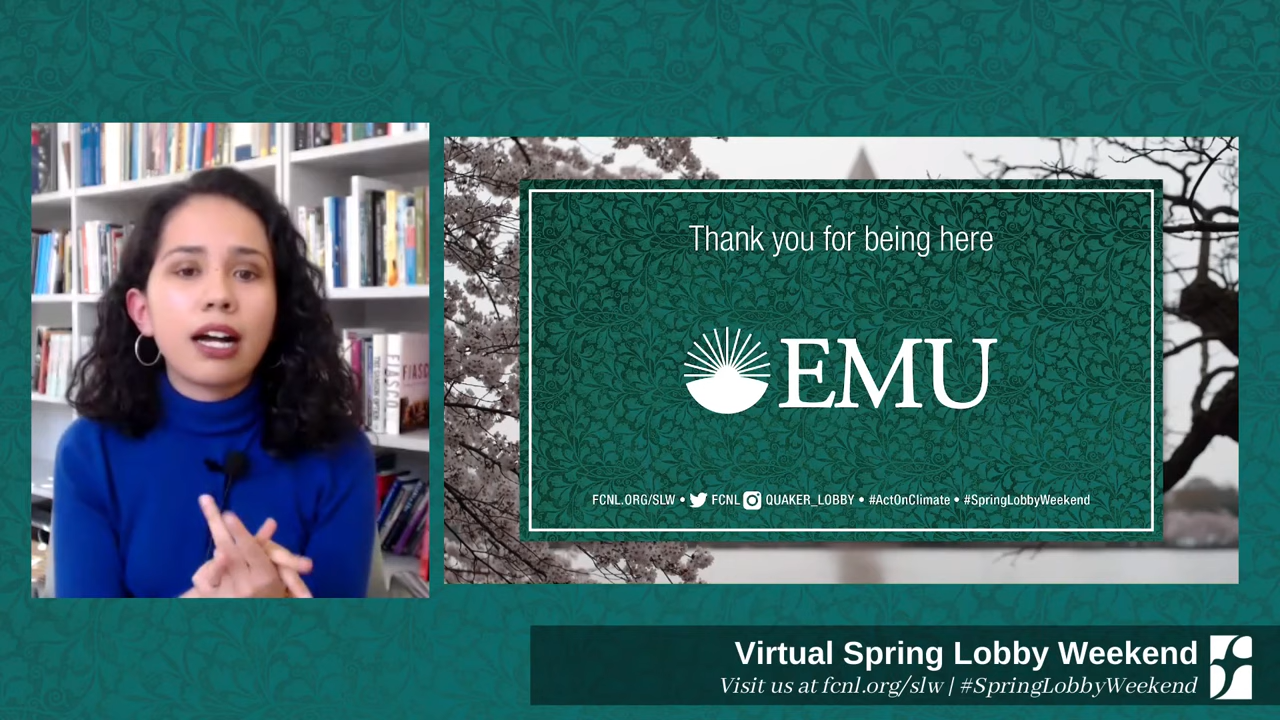 FIASCO
Thank you for being here
EMU
FCNL.ORG/SLW • FCNL QUAKER_LOBBY • #ActOnClimate • #SpringLobbyWeekend
Virtual Spring Lobby Weekend
Visit us at fcnl.org/slw | #SpringLobbyWeekend